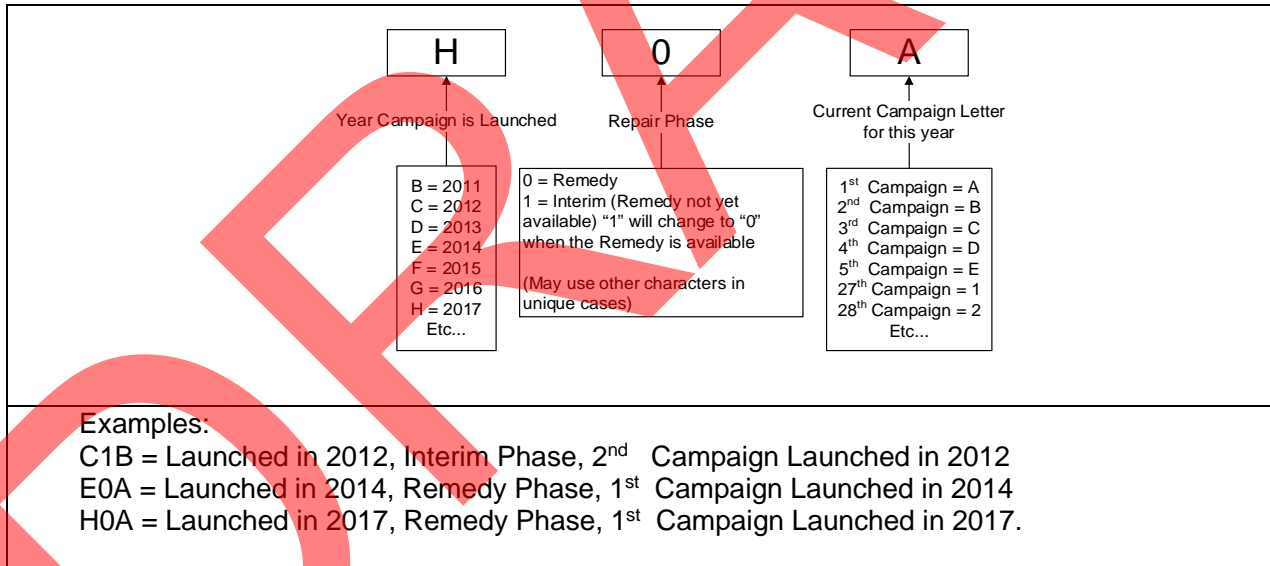 H 0 A
Year Campaign is Launched
Repair Phase
Current Campaign Letter
for this year
B = 2011
C = 2012
D = 2013
E = 2014
F = 2015
G = 2016
H = 2017
Etc...
0 = Remedy
1 = Interim (Remedy not yet
available) “1” will change to “0”
when the Remedy is available
(May use other characters in
unique cases)
1st Campaign = A
2nd Campaign = B
3rd Campaign = C
4th Campaign = D
5th Campaign = E
27th Campaign = 1
28th Campaign = 2
Etc...
Examples:
C1B = Launched in 2012, Interim Phase, 2nd Campaign Launched in 2012
E0A = Launched in 2014, Remedy Phase, 1st Campaign Launched in 2014
H0A = Launched in 2017, Remedy Phase, 1st Campaign Launched in 2017.
DRA